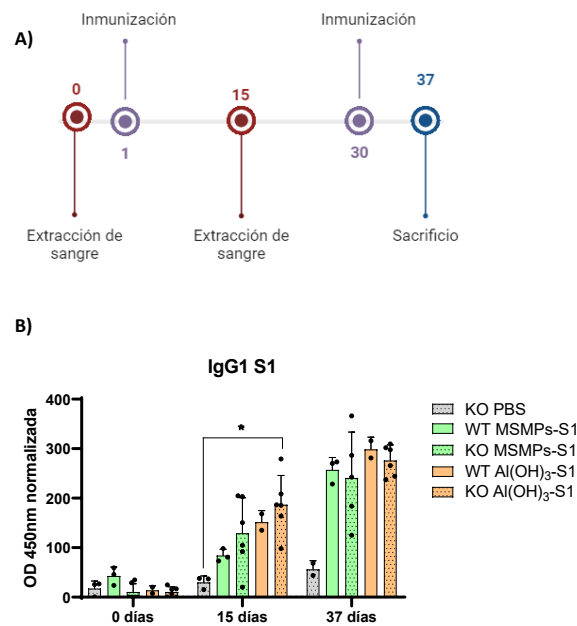 A)
Inmunización
Inmunización
0
15
37
1
30
Extracción de
sangre
Extracción de
sangre
Sacrificio
B)
IgG1 S1
OD 450nm normalizada
400
300
200
100
0
*
0 días
15 días
37 días
KO PBS
WT MSMPs-S1
KO MSMPs-S1
WT Al(OH)₃-S1
KO Al(OH)₃-S1